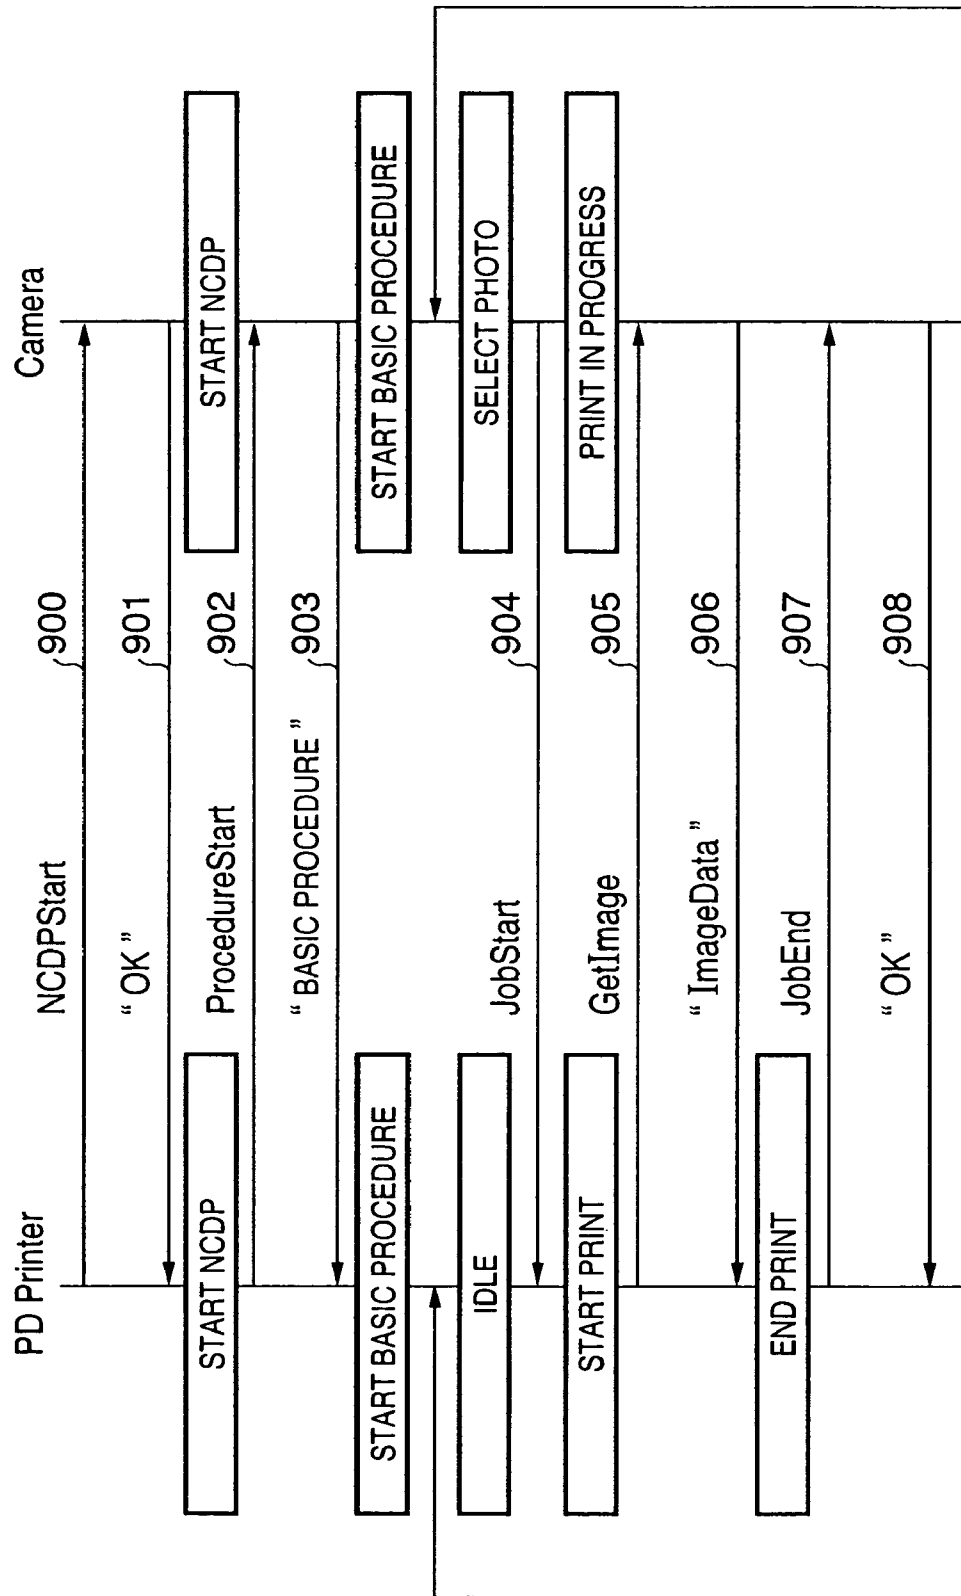 PD Printer
Camera
NCDPStart
900
“ OK ”
901
START NCDP
START NCDP
ProcedureStart
902
“ BASIC PROCEDURE ”
903
START BASIC PROCEDURE
START BASIC PROCEDURE
IDLE
SELECT PHOTO
JobStart
904
START PRINT
PRINT IN PROGRESS
GetImage
905
“ ImageData ”
906
END PRINT
JobEnd
907
“ OK ”
908